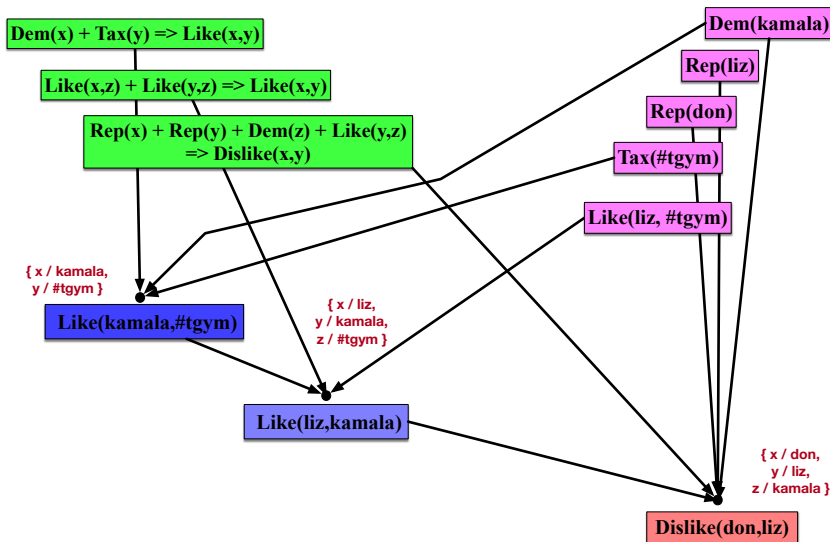 Dem(x) + Tax(y) => Like(x,y)
Dem(kamala)
Rep(liz)
Like(x,z) + Like(y,z) => Like(x,y)
Rep(don)
Rep(x) + Rep(y) + Dem(z) + Like(y,z)
=> Dislike(x,y)
Tax(#tgym)
Like(liz, #tgym)
{ x / kamala,
y / #tgym }
Like(kamala,#tgym)
{ x / liz,
y / kamala,
z / #tgym }
Like(liz,kamala)
{ x / don,
y / liz,
z / kamala }
Dislike(don,liz)